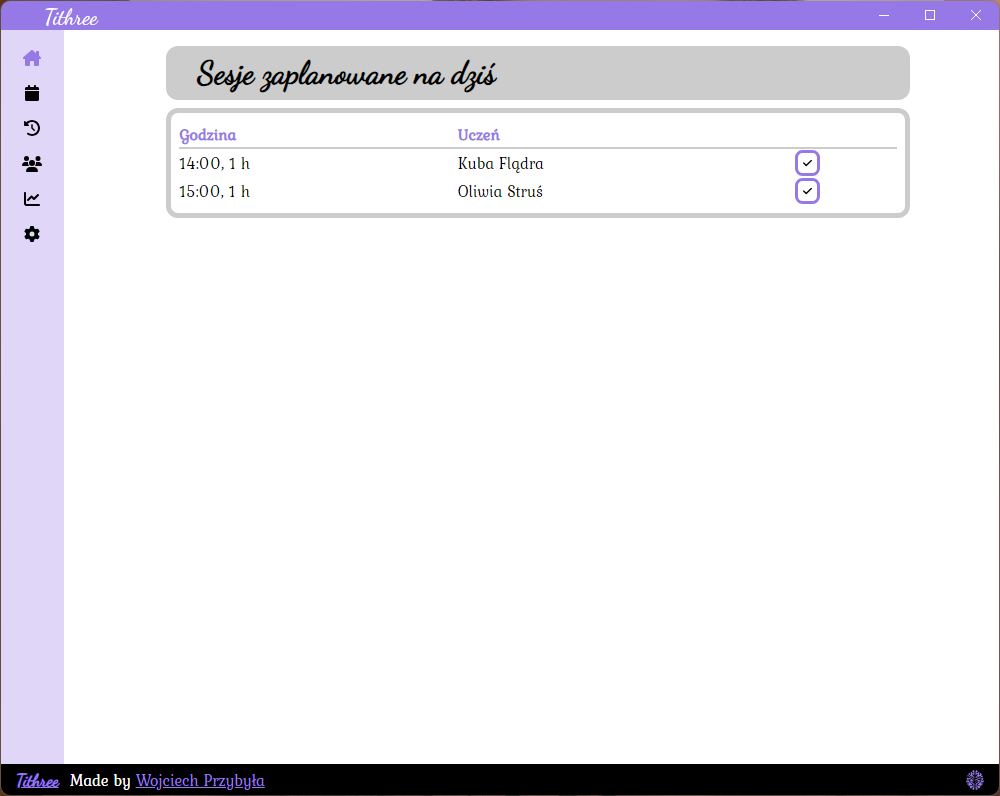 Tithree
Sesje zaplanowane na dziś
Godzina Uczeń
14:00, 1 h Kuba Flądra
15:00, 1 h Oliwia Struś
Tithree Made by Wojciech Przybyła